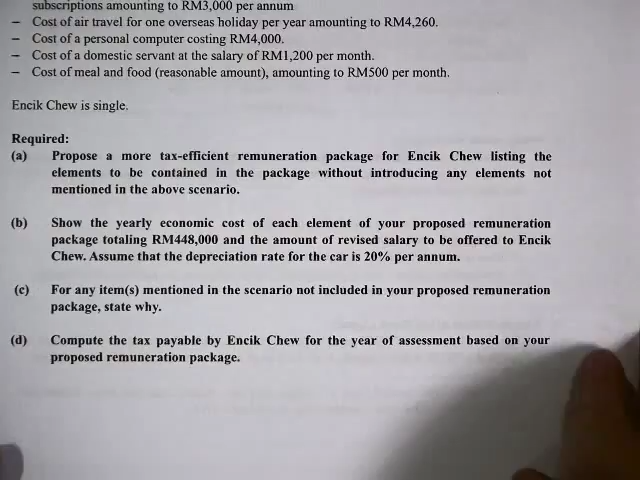 subscriptions amounting to RM3,000 per annum
– Cost of air travel for one overseas holiday per year amounting to RM4,260.
– Cost of a personal computer costing RM4,000.
– Cost of a domestic servant at the salary of RM1,200 per month.
– Cost of meal and food (reasonable amount), amounting to RM500 per month.
Encik Chew is single.
Required:
(a) Propose a more tax-efficient remuneration package for Encik Chew listing the
elements to be contained in the package without introducing any elements not
mentioned in the above scenario.
(b) Show the yearly economic cost of each element of your proposed remuneration
package totaling RM448,000 and the amount of revised salary to be offered to Encik
Chew. Assume that the depreciation rate for the car is 20% per annum.
(c) For any item(s) mentioned in the scenario not included in your proposed remuneration
package, state why.
(d) Compute the tax payable by Encik Chew for the year of assessment based on your
proposed remuneration package.